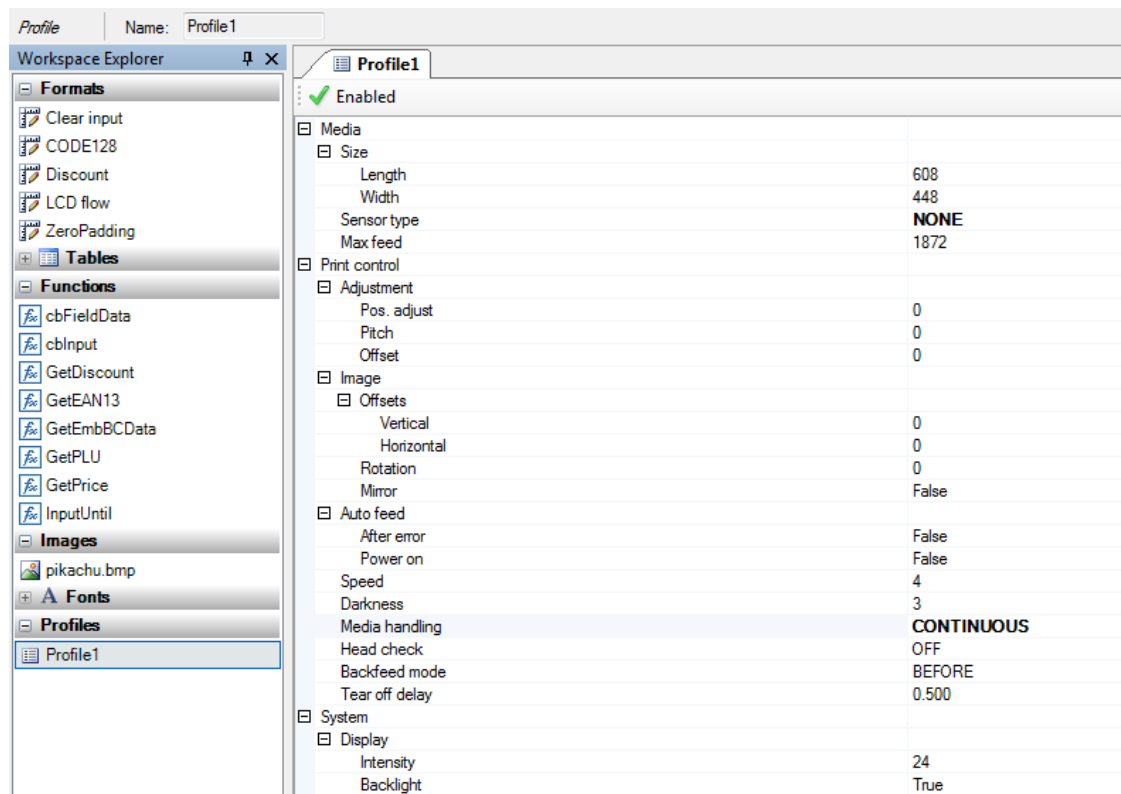 Profile Name: Profile1
Workspace Explorer
Formats
Clear input
CODE128
Discount
LCD flow
ZeroPadding
Tables
Functions
cbFieldData
cbInput
GetDiscount
GetEAN13
GetEmbBCData
GetPLU
GetPrice
InputUntil
Images
pikachu.bmp
A Fonts
Profiles
Profile1
Profile1
Enabled
Media
Size
Length 608
Width 448
Sensor type NONE
Max feed 1872
Print control
Adjustment
Pos. adjust 0
Pitch 0
Offset 0
Image
Offsets
Vertical 0
Horizontal 0
Rotation 0
Mirror False
Auto feed
After error False
Power on False
Speed 4
Darkness 3
Media handling CONTINUOUS
Head check OFF
Backfeed mode BEFORE
Tear off delay 0.500
System
Display
Intensity 24
Backlight True